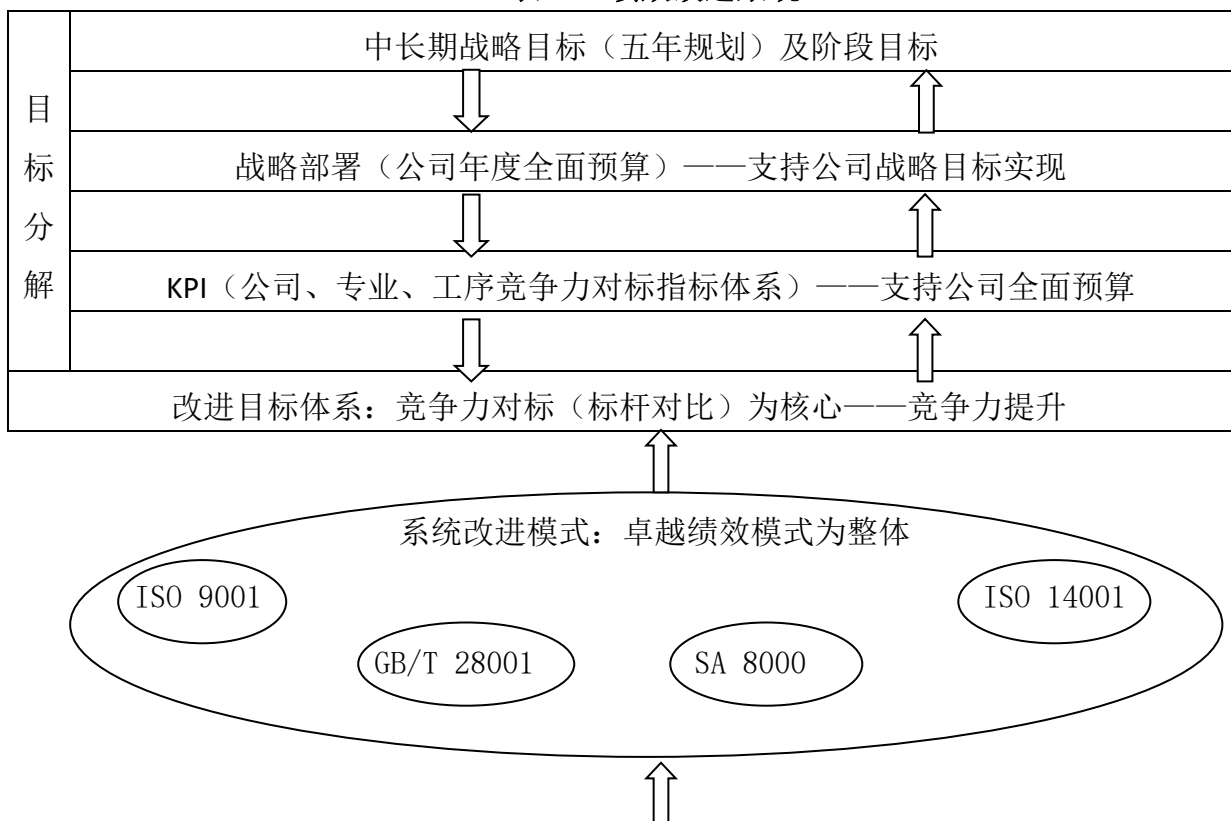 中长期战略目标（五年规划）及阶段目标
目标分解
战略部署（公司年度全面预算）——支持公司战略目标实现
KPI（公司、专业、工序竞争力对标指标体系）——支持公司全面预算
改进目标体系：竞争力对标（标杆对比）为核心——竞争力提升
系统改进模式：卓越绩效模式为整体
ISO 9001
ISO 14001
GB/T 28001
SA 8000